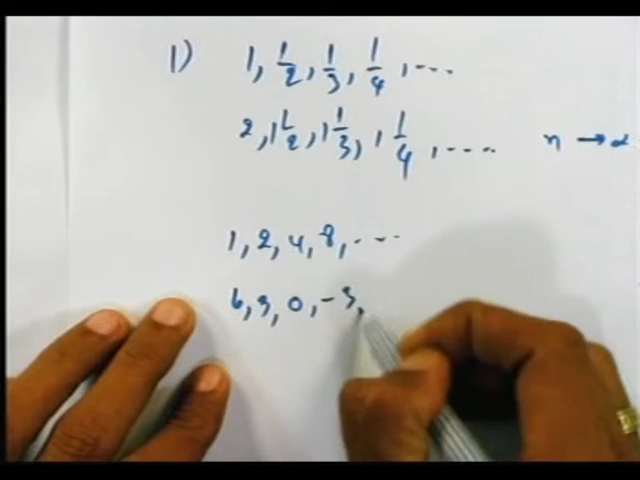 1) 1, 1/2, 1/3, 1/4, ...
2, 1 1/2, 1 1/3, 1 1/4, .... n → α
1, 2, 4, 8, ...
6, 3, 0, -3,